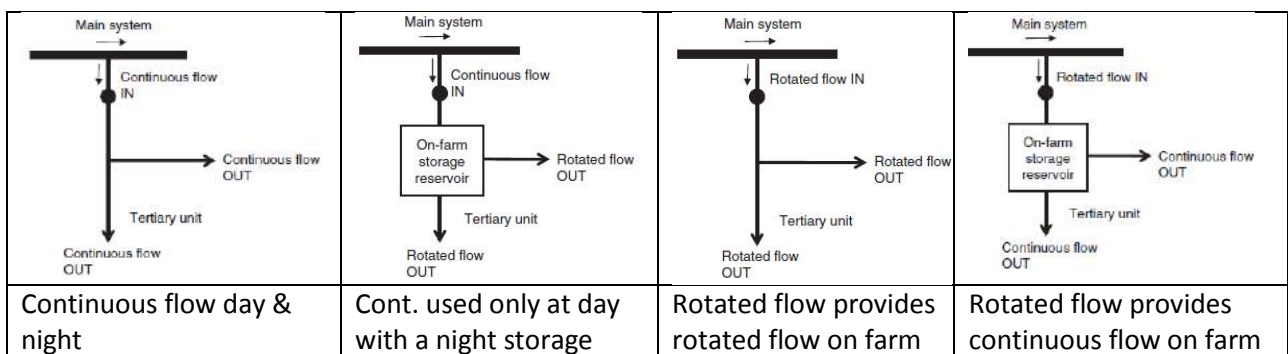 Main system
Continuous flow
IN
Continuous flow
OUT
Tertiary unit
Continuous flow
OUT
Main system
Continuous flow
IN
On-farm
storage
reservoir
Rotated flow
OUT
Tertiary unit
Rotated flow
OUT
Main system
Rotated flow IN
Rotated flow
OUT
Tertiary unit
Rotated flow
OUT
Main system
Rotated flow IN
On-farm
storage
reservoir
Continuous flow
OUT
Tertiary unit
Continuous flow
OUT
Continuous flow day &
night
Cont. used only at day
with a night storage
Rotated flow provides
rotated flow on farm
Rotated flow provides
continuous flow on farm